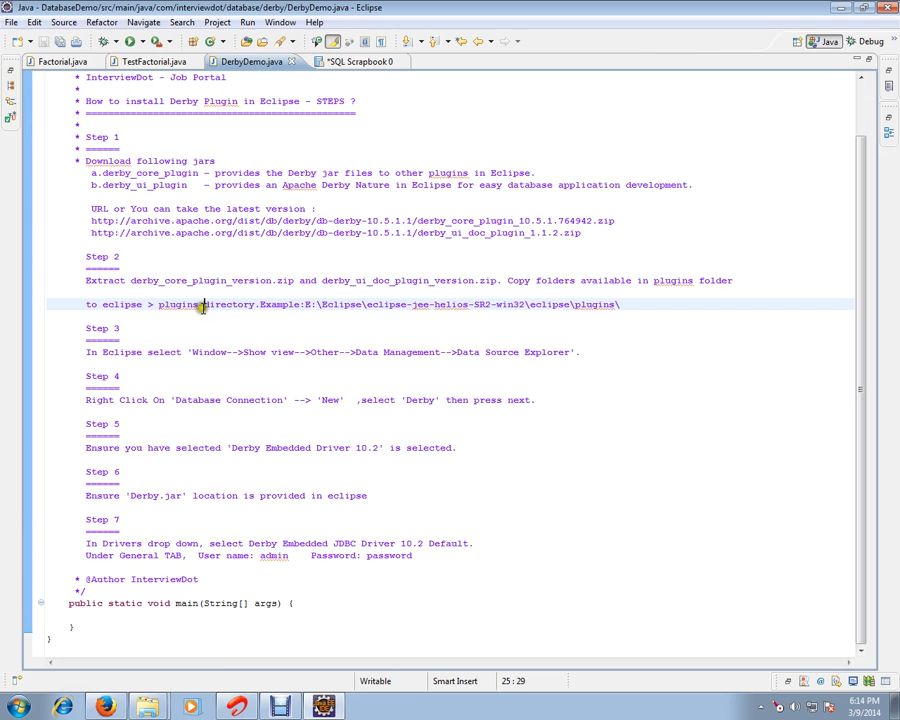 Java - DatabaseDemo/src/main/java/com/interviewdot/database/derby/DerbyDemo.java - Eclipse
File Edit Source Refactor Navigate Search Project Run Window Help
Java Debug
Factorial.java TestFactorial.java DerbyDemo.java *SQL Scrapbook 0
* InterviewDot - Job Portal
*
* How to install Derby Plugin in Eclipse - STEPS ?
* ================================================
*
* Step 1
* ======
* Download following jars
a.derby_core_plugin - provides the Derby jar files to other plugins in Eclipse.
b.derby_ui_plugin - provides an Apache Derby Nature in Eclipse for easy database application development.
URL or You can take the latest version :
http://archive.apache.org/dist/db/derby/db-derby-10.5.1.1/derby_core_plugin_10.5.1.764942.zip
http://archive.apache.org/dist/db/derby/db-derby-10.5.1.1/derby_ui_doc_plugin_1.1.2.zip
Step 2
======
Extract derby_core_plugin_version.zip and derby_ui_doc_plugin_version.zip. Copy folders available in plugins folder
to eclipse > plugins directory.Example:E:\Eclipse\eclipse-jee-helios-SR2-win32\eclipse\plugins\
Step 3
======
In Eclipse select 'Window-->Show view-->Other-->Data Management-->Data Source Explorer'.
Step 4
======
Right Click On 'Database Connection' --> 'New' ,select 'Derby' then press next.
Step 5
======
Ensure you have selected 'Derby Embedded Driver 10.2' is selected.
Step 6
======
Ensure 'Derby.jar' location is provided in eclipse
Step 7
======
In Drivers drop down, select Derby Embedded JDBC Driver 10.2 Default.
Under General TAB, User name: admin Password: password
* @Author InterviewDot
*/
public static void main(String[] args) {
}
}
Writable Smart Insert 25 : 29
6:14 PM
3/9/2014